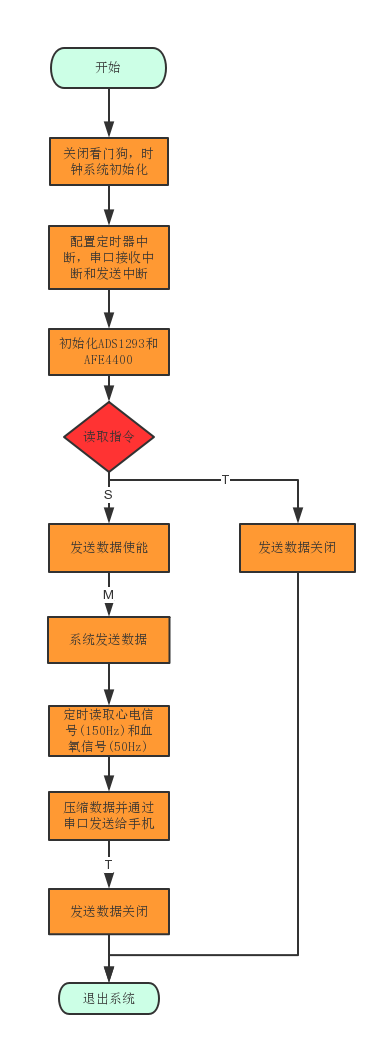 开始
关闭看门狗，时
钟系统初始化
配置定时器中
断，串口接收中
断和发送中断
初始化ADS1293和
AFE4400
读取指令
T
S
发送数据使能
发送数据关闭
M
系统发送数据
定时读取心电信
号(150Hz)和血
氧信号(50Hz)
压缩数据并通过
串口发送给手机
T
发送数据关闭
退出系统